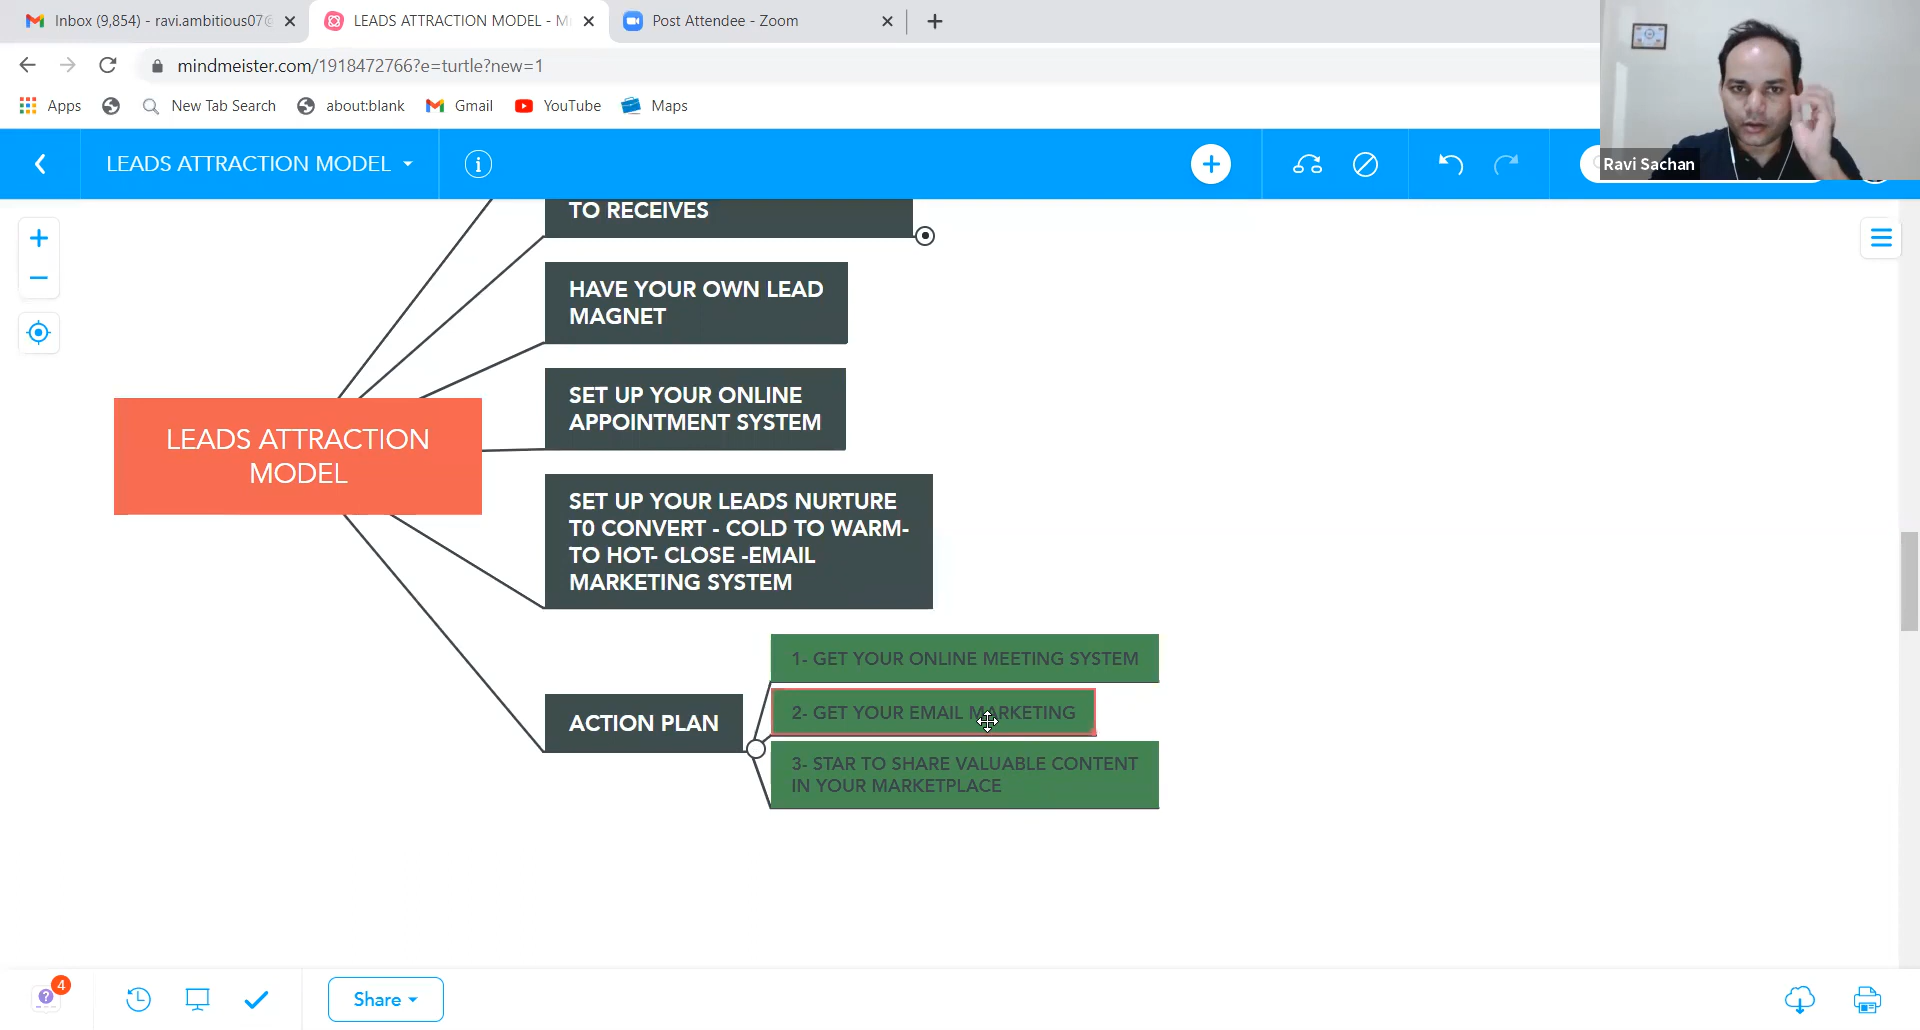 Inbox (9,854) - ravi.ambitious07@
LEADS ATTRACTION MODEL - Mi
Post Attendee - Zoom
mindmeister.com/1918472766?e=turtle?new=1
Apps
New Tab Search
about:blank
Gmail
YouTube
Maps
Ravi Sachan
LEADS ATTRACTION MODEL
TO RECEIVES
HAVE YOUR OWN LEAD
MAGNET
SET UP YOUR ONLINE
APPOINTMENT SYSTEM
LEADS ATTRACTION
MODEL
SET UP YOUR LEADS NURTURE
T0 CONVERT - COLD TO WARM-
TO HOT- CLOSE -EMAIL
MARKETING SYSTEM
ACTION PLAN
1- GET YOUR ONLINE MEETING SYSTEM
2- GET YOUR EMAIL MARKETING
3- STAR TO SHARE VALUABLE CONTENT
IN YOUR MARKETPLACE
4
Share